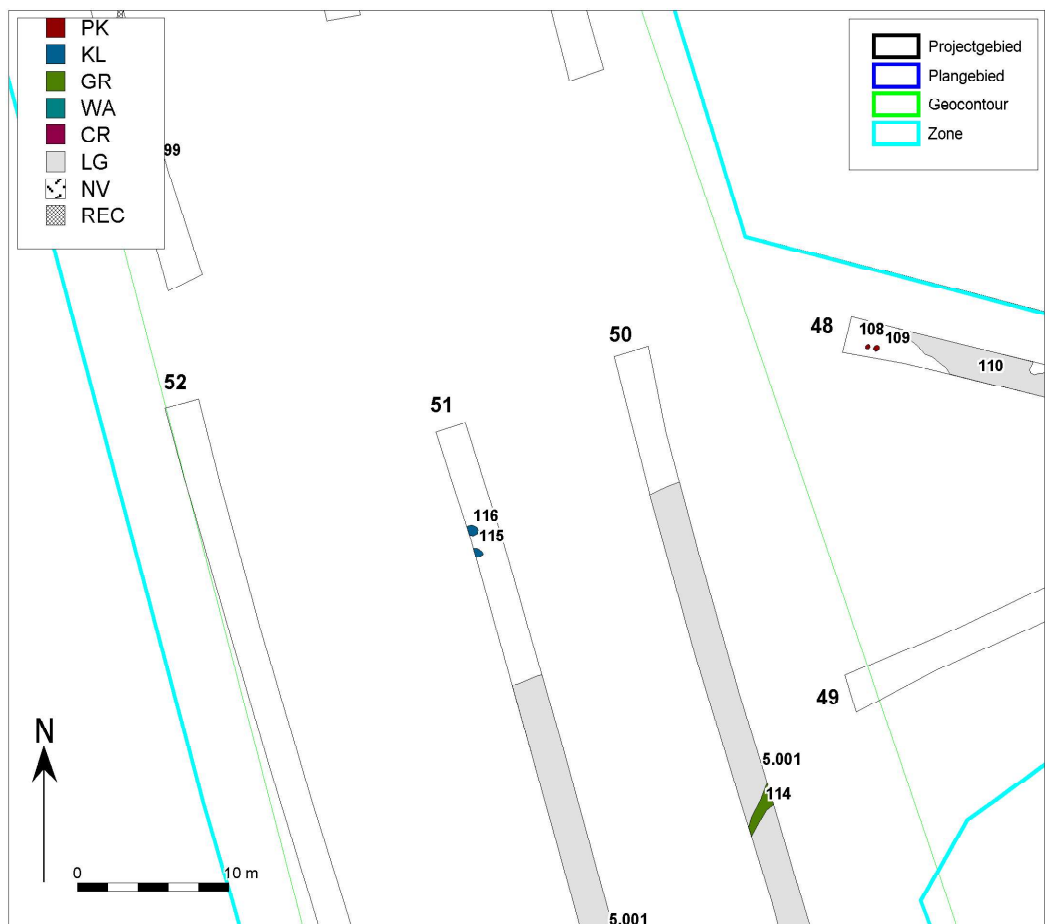 PK
KL
GR
WA
CR
LG
NV
REC
Projectgebied
Plangebied
Geocontour
Zone
99
48
108
109
110
50
52
51
116
115
49
5.001
114
N
0 10 m
5.001